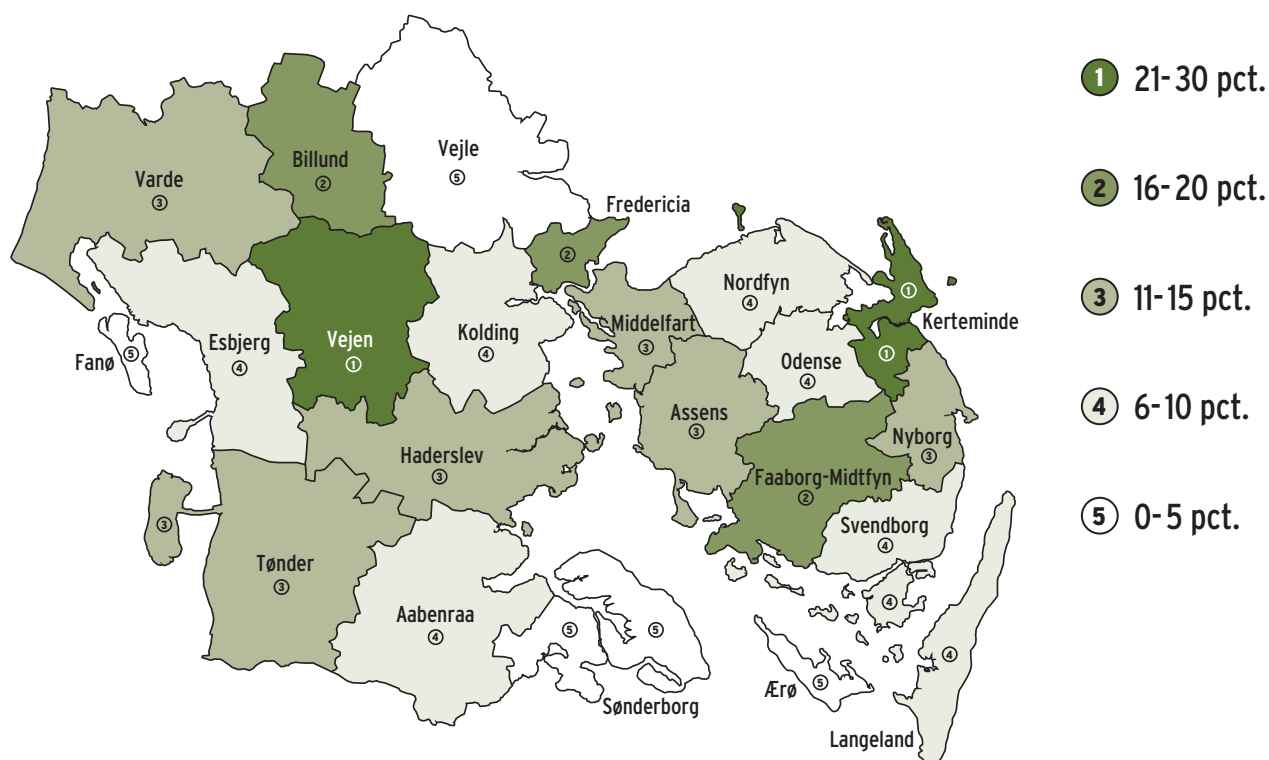 1 21-30 pct.
Vejle
5
Billund
2
Varde
3
2 16-20 pct.
Fredericia
2
Nordfyn
4
1
3 11-15 pct.
Kerteminde
Middelfart
3
Kolding
4
Vejen
1
Esbjerg
4
Fanø
5
Odense
4
1
4 6-10 pct.
Assens
3
Nyborg
3
Haderslev
3
Faaborg-Midtfyn
2
5 0-5 pct.
Svendborg
4
3
Tønder
3
Aabenraa
4
5
5
Sønderborg
4
4
Ærø
5
Langeland